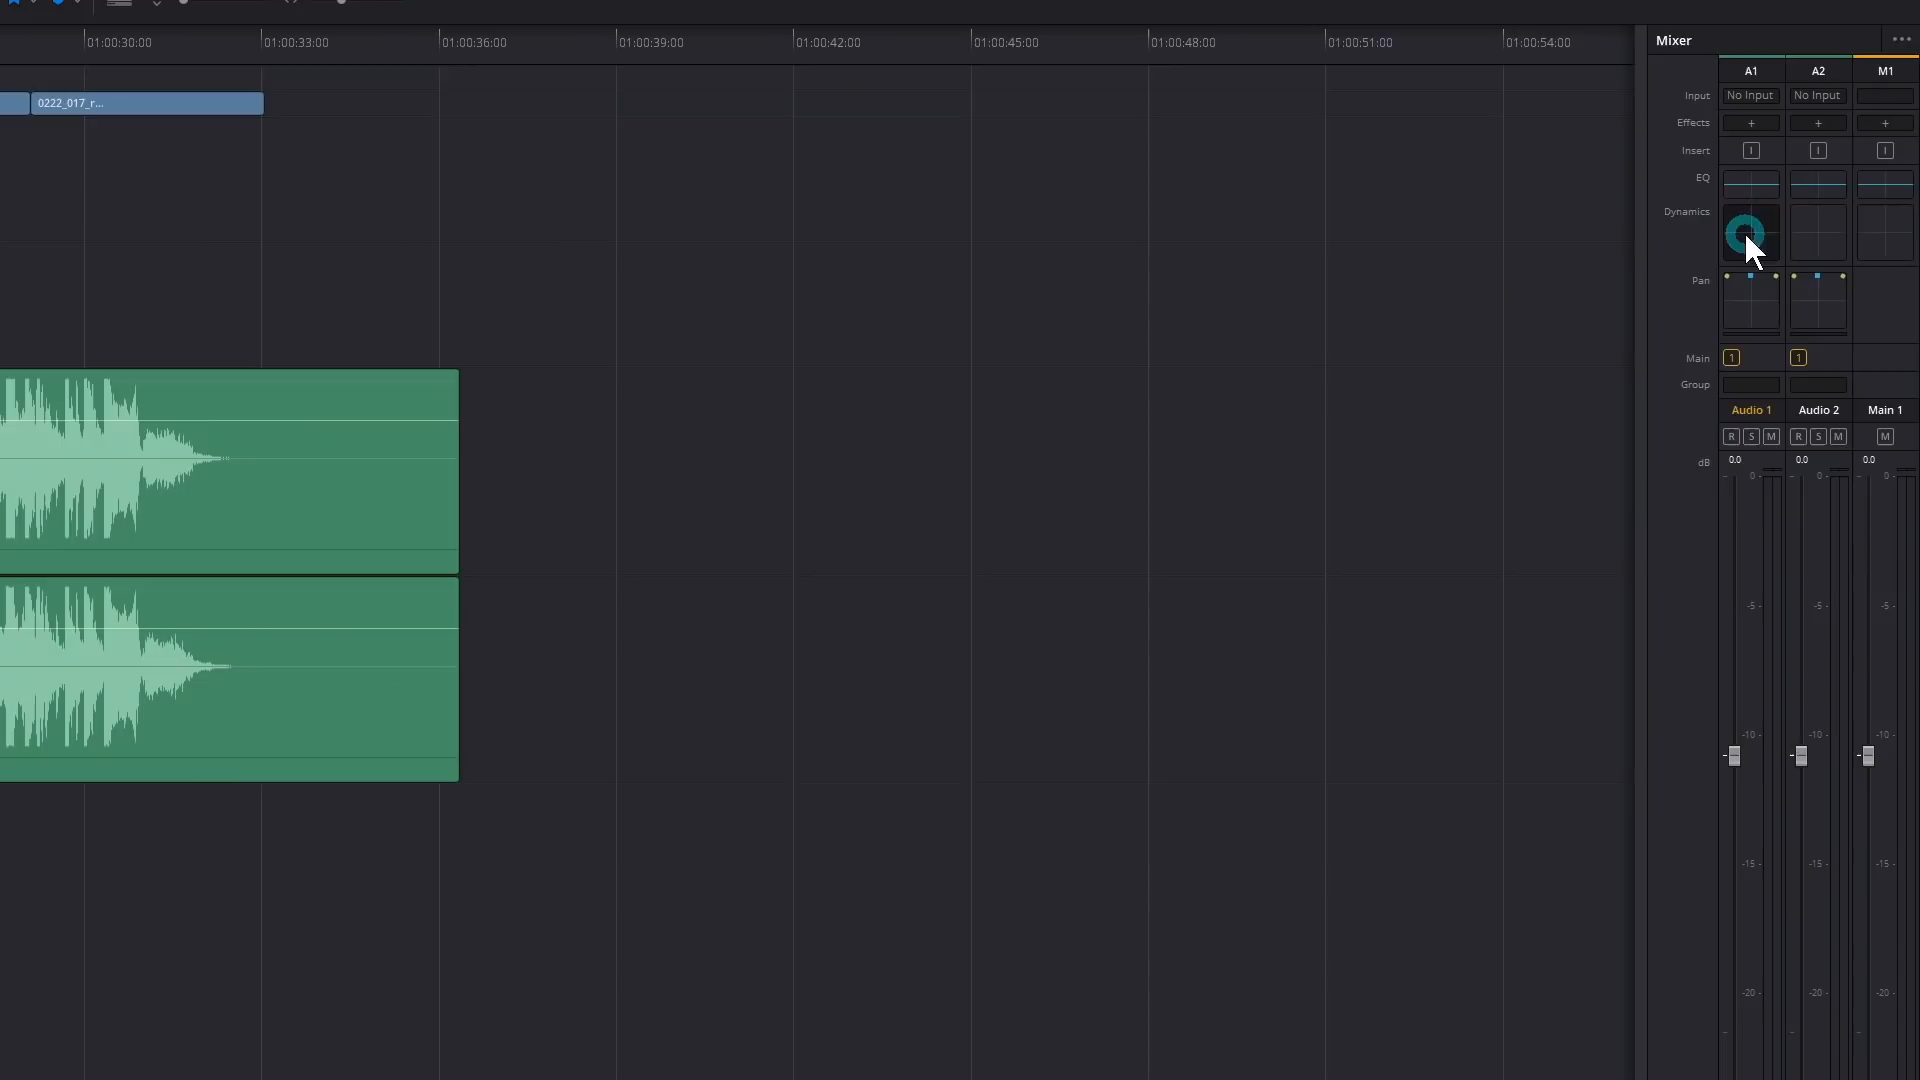 01:00:30:00 01:00:33:00 01:00:36:00 01:00:39:00 01:00:42:00 01:00:45:00 01:00:48:00 01:00:51:00 01:00:54:00
0222_017_r...
Mixer
A1 A2 M1
Input No Input No Input
Effects + + +
Insert I I I
EQ
Dynamics
Pan
Main 1 1
Group
Audio 1 Audio 2 Main 1
R S M R S M M
dB 0.0 0.0 0.0
0 0 0
-5 -5 -5
-10 -10 -10
-15 -15 -15
-20 -20 -20